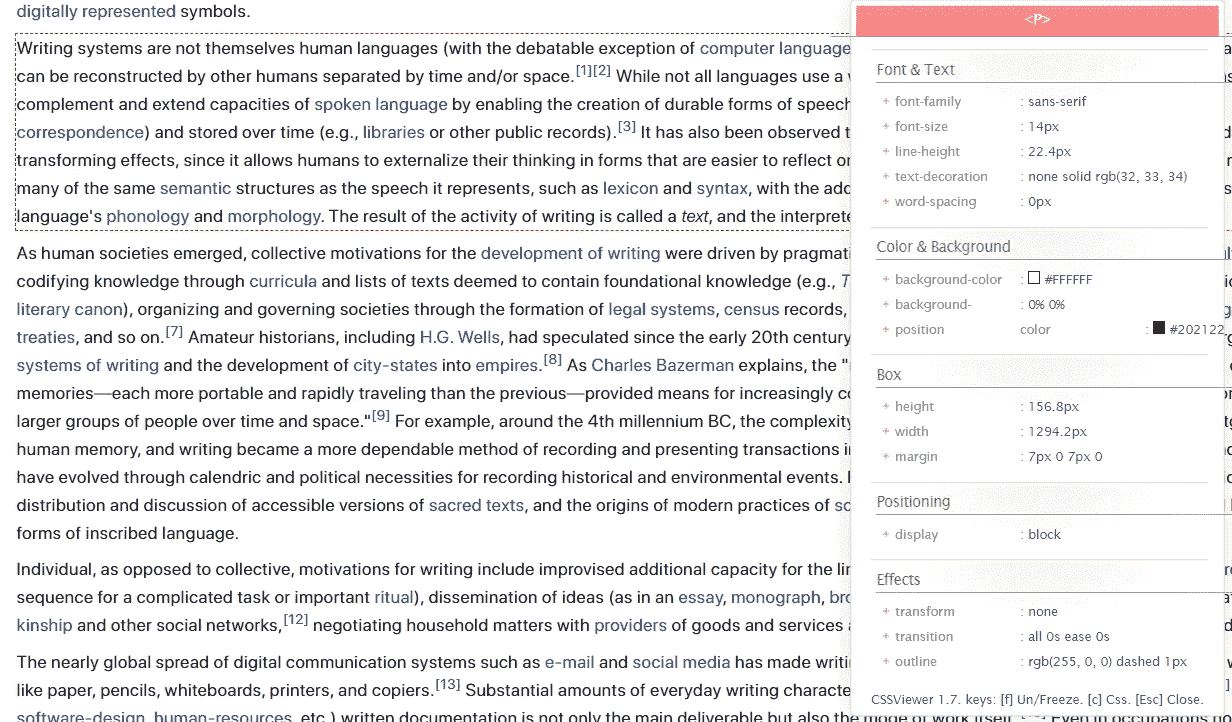 digitally represented symbols.
Writing systems are not themselves human languages (with the debatable exception of computer language
can be reconstructed by other humans separated by time and/or space.[1][2] While not all languages use a
complement and extend capacities of spoken language by enabling the creation of durable forms of speech
correspondence) and stored over time (e.g., libraries or other public records).[3] It has also been observed
transforming effects, since it allows humans to externalize their thinking in forms that are easier to reflect
many of the same semantic structures as the speech it represents, such as lexicon and syntax, with the
language's phonology and morphology. The result of the activity of writing is called a text, and the
As human societies emerged, collective motivations for the development of writing were driven by
codifying knowledge through curricula and lists of texts deemed to contain foundational knowledge (e.g.,
literary canon), organizing and governing societies through the formation of legal systems, census records,
treaties, and so on.[7] Amateur historians, including H.G. Wells, had speculated since the early 20th century
systems of writing and the development of city-states into empires.[8] As Charles Bazerman explains, the "
memories—each more portable and rapidly traveling than the previous—provided means for increasingly
larger groups of people over time and space."[9] For example, around the 4th millennium BC, the complexity
human memory, and writing became a more dependable method of recording and presenting transactions
have evolved through calendric and political necessities for recording historical and environmental events.
distribution and discussion of accessible versions of sacred texts, and the origins of modern practices of
forms of inscribed language.
Individual, as opposed to collective, motivations for writing include improvised additional capacity for the
sequence for a complicated task or important ritual), dissemination of ideas (as in an essay, monograph,
kinship and other social networks,[12] negotiating household matters with providers of goods and services
The nearly global spread of digital communication systems such as e-mail and social media has made
like paper, pencils, whiteboards, printers, and copiers.[13] Substantial amounts of everyday writing
software-design, human-resources, etc.) written documentation is not only the main deliverable but also the mode of work itself. Even in occupations
<P>
Font & Text
+ font-family : sans-serif
+ font-size : 14px
+ line-height : 22.4px
+ text-decoration : none solid rgb(32, 33, 34)
+ word-spacing : 0px
Color & Background
+ background-color : #FFFFFF
+ background- : 0% 0%
+ position color : #202122
Box
+ height : 156.8px
+ width : 1294.2px
+ margin : 7px 0 7px 0
Positioning
+ display : block
Effects
+ transform : none
+ transition : all 0s ease 0s
+ outline : rgb(255, 0, 0) dashed 1px
CSSViewer 1.7. keys: [f] Un/Freeze. [c] Css. [Esc] Close.